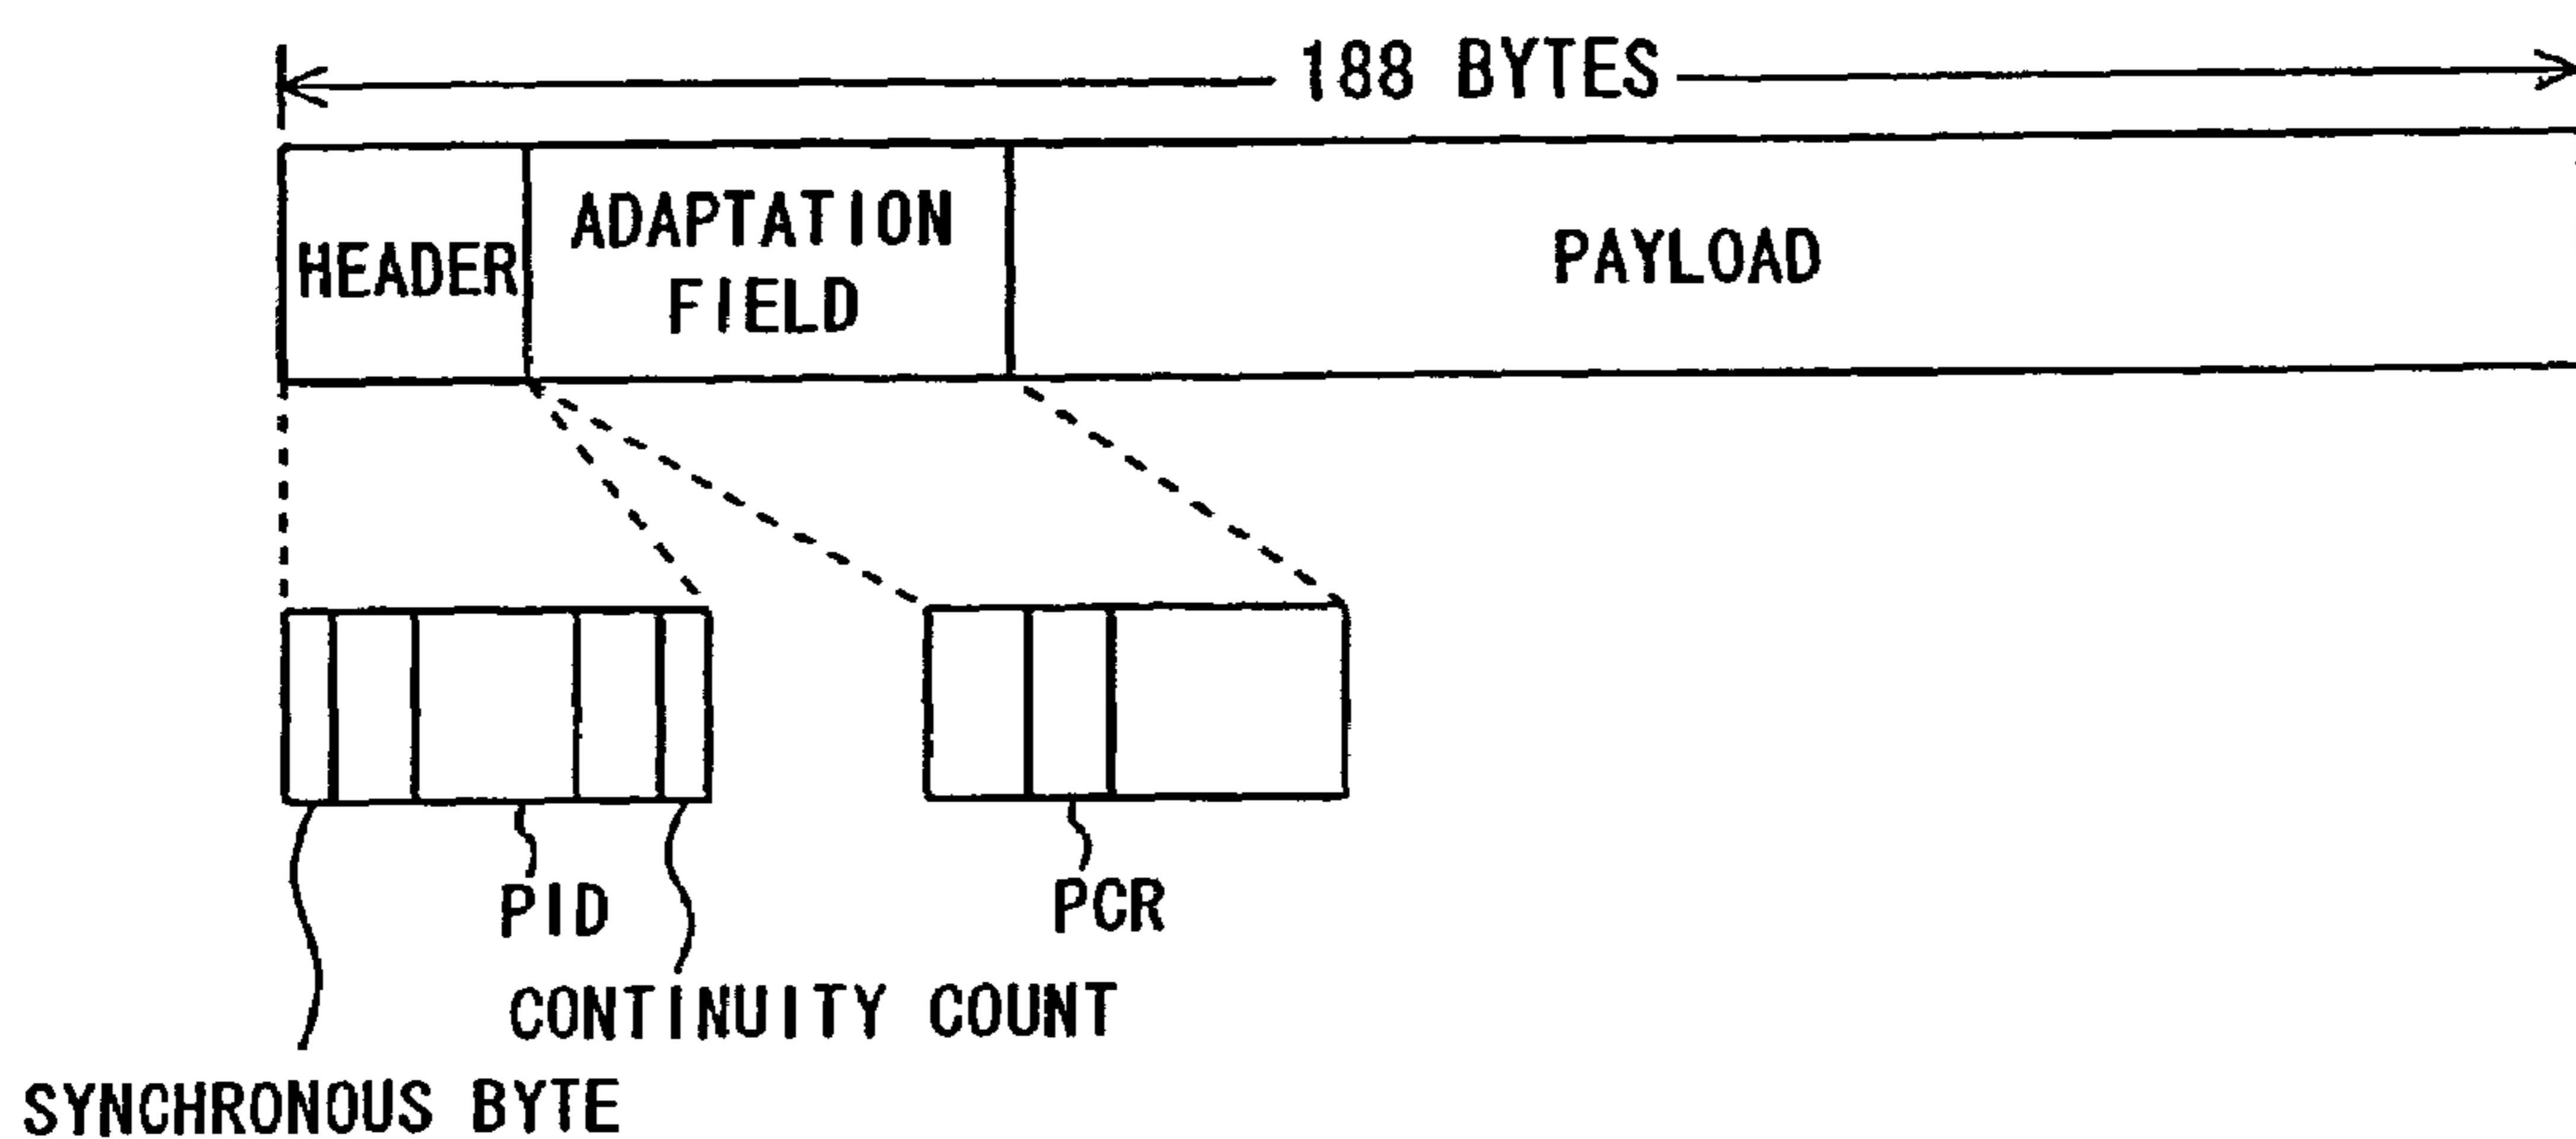 188 BYTES
HEADER
ADAPTATION
FIELD
PAYLOAD
PID
PCR
CONTINUITY COUNT
SYNCHRONOUS BYTE